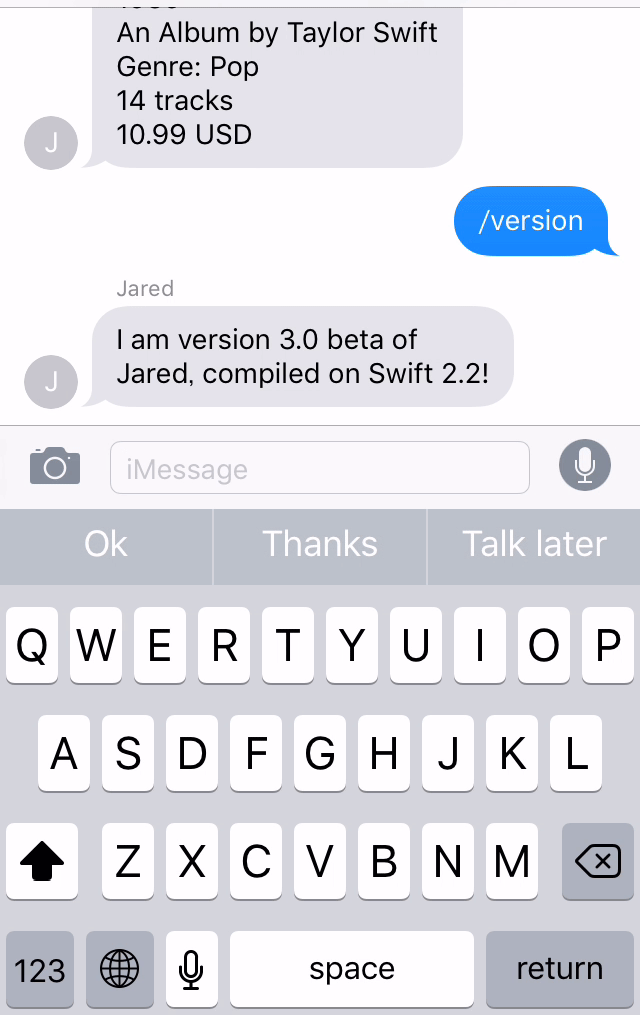 An Album by Taylor Swift
Genre: Pop
14 tracks
10.99 USD
J
/version
Jared
I am version 3.0 beta of
Jared, compiled on Swift 2.2!
J
iMessage
Ok Thanks Talk later
Q W E R T Y U I O P
A S D F G H J K L
Z X C V B N M
123 space return